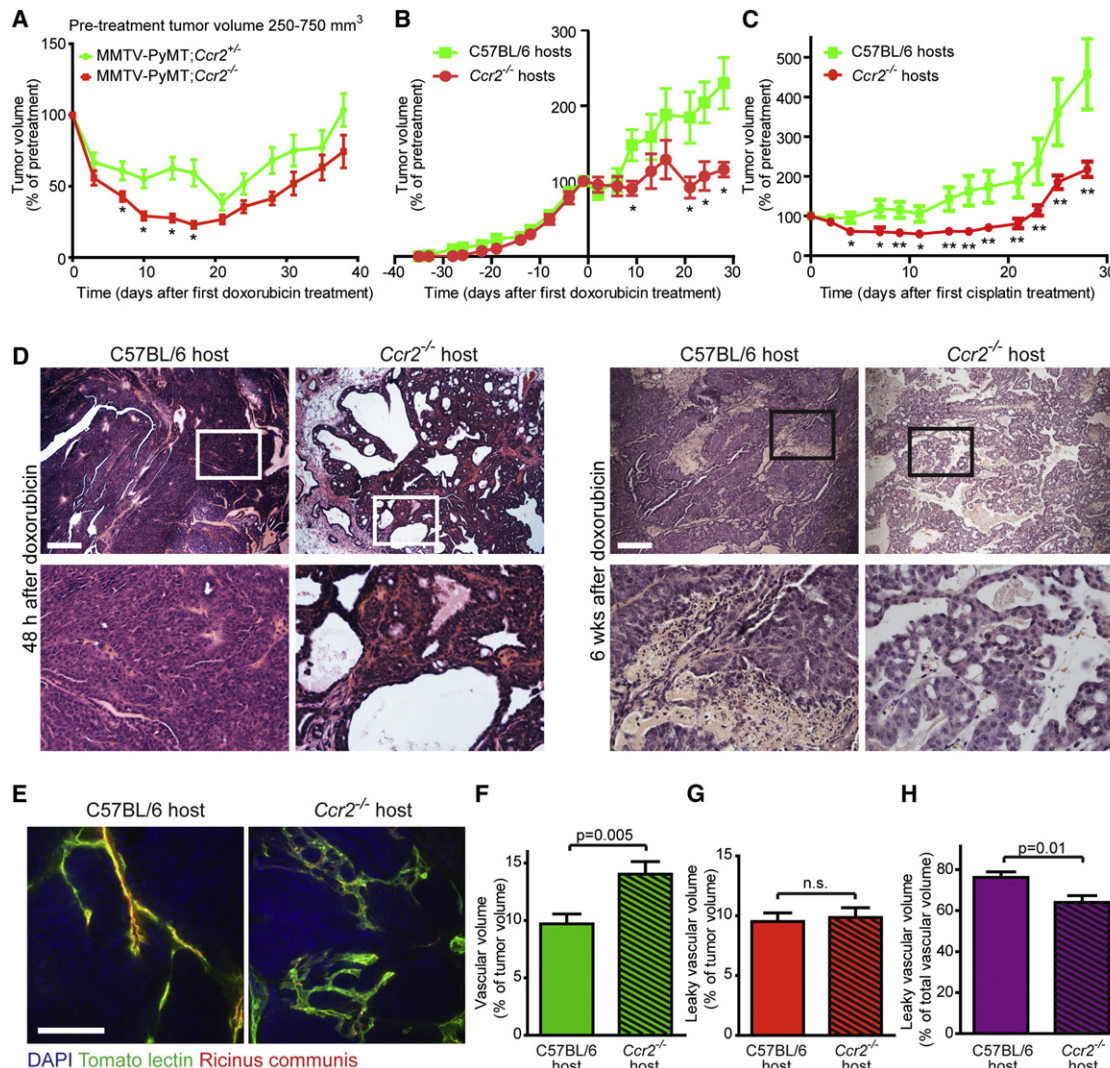 A
Pre-treatment tumor volume 250-750 mm³
MMTV-PyMT;Ccr2+/-
MMTV-PyMT;Ccr2-/-
Tumor volume
(% of pretreatment)
100
50
0
0 10 20 30 40
* * * *
Time (days after first doxorubicin treatment)
B
C57BL/6 hosts
Ccr2-/- hosts
Tumor volume
(% of pretreatment)
300
200
100
-40 -30 -20 -10 0 10 20 30
* * * *
Time (days after first doxorubicin treatment)
C
C57BL/6 hosts
Ccr2-/- hosts
Tumor volume
(% of pretreatment)
500
400
300
200
100
0
0 10 20 30
* * ** * ** ** ** ** ** ** **
Time (days after first cisplatin treatment)
D
C57BL/6 host
Ccr2-/- host
48 h after doxorubicin
C57BL/6 host
Ccr2-/- host
6 wks after doxorubicin
E
C57BL/6 host
Ccr2-/- host
DAPI Tomato lectin Ricinus communis
F
Vascular volume
(% of tumor volume)
15
10
5
0
p=0.005
C57BL/6 Ccr2-/-
host host
G
Leaky vascular volume
(% of tumor volume)
15
10
5
0
n.s.
C57BL/6 Ccr2-/-
host host
H
Leaky vascular volume
(% of total vascular volume)
80
60
40
20
0
p=0.01
C57BL/6 Ccr2-/-
host host